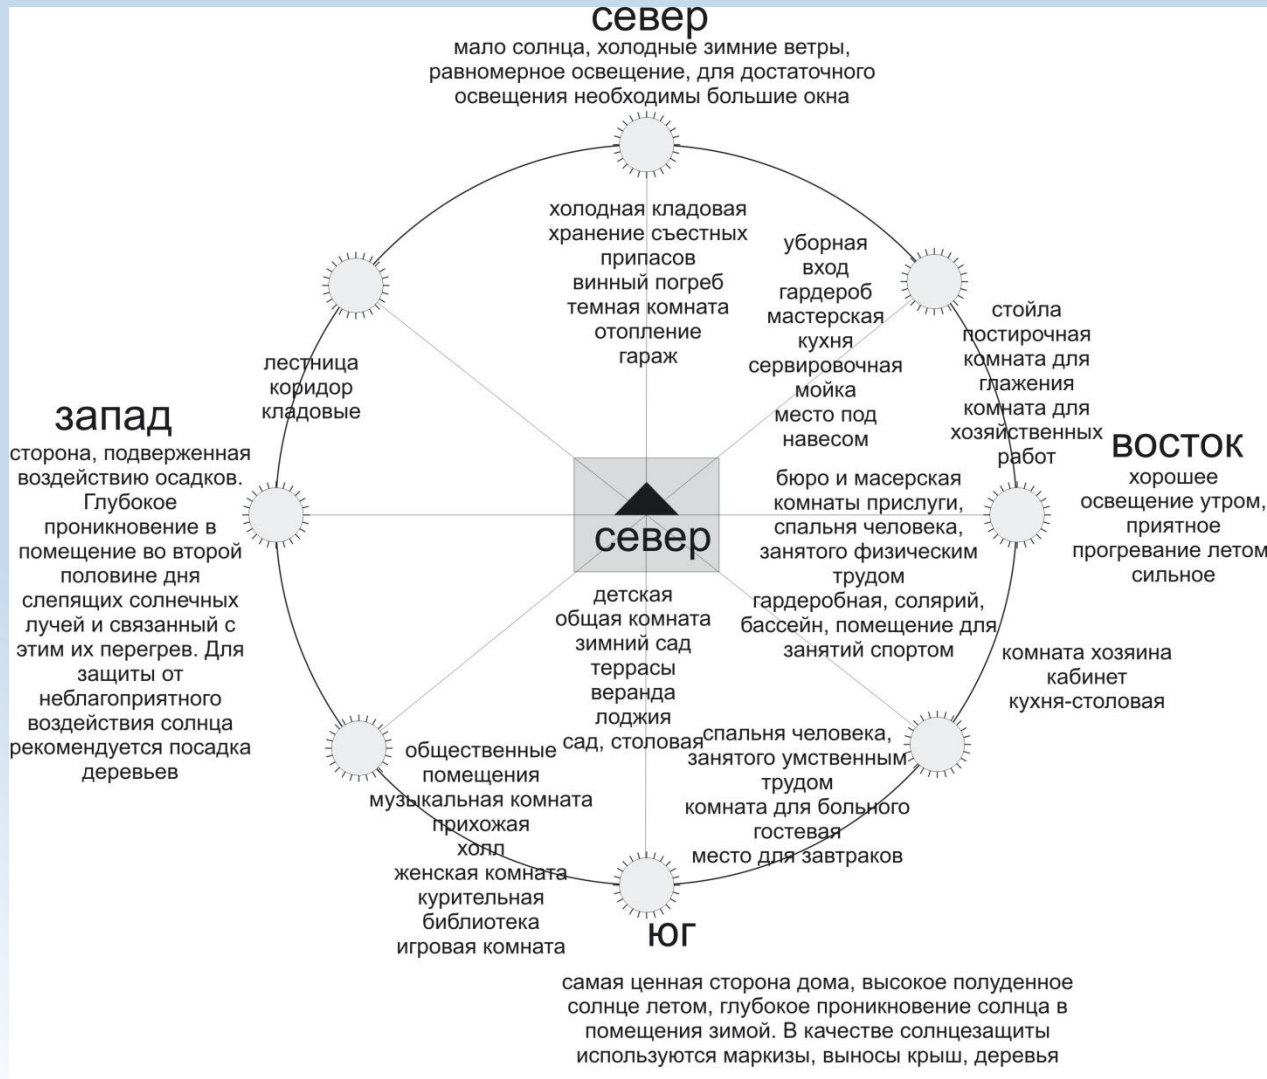 север
мало солнца, холодные зимние ветры,
равномерное освещение, для достаточного
освещения необходимы большие окна
холодная кладовая
хранение съестных
припасов
винный погреб
темная комната
отопление
гараж
уборная
вход
гардероб
мастерская
кухня
сервировочная
мойка
место под
навесом
стойла
постирочная
комната для
глажения
комната для
хозяйственных
работ
лестница
коридор
кладовые
запад
сторона, подверженная
воздействию осадков.
Глубокое
проникновение в
помещение во второй
половине дня
слепящих солнечных
лучей и связанный с
этим их перегрев. Для
защиты от
неблагоприятного
воздействия солнца
рекомендуется посадка
деревьев
восток
хорошее
освещение утром,
приятное
прогревание летом
сильное
север
бюро и масерская
комнаты прислуги,
спальня человека,
занятого физическим
трудом
гардеробная, солярий,
бассейн, помещение для
занятий спортом
детская
общая комната
зимний сад
террасы
веранда
лоджия
сад, столовая
комната хозяина
кабинет
кухня-столовая
спальня человека,
занятого умственным
трудом
комната для больного
гостевая
место для завтраков
общественные
помещения
музыкальная комната
прихожая
холл
женская комната
курительная
библиотека
игровая комната
юг
самая ценная сторона дома, высокое полуденное
солнце летом, глубокое проникновение солнца в
помещения зимой. В качестве солнцезащиты
используются маркизы, выносы крыш, деревья